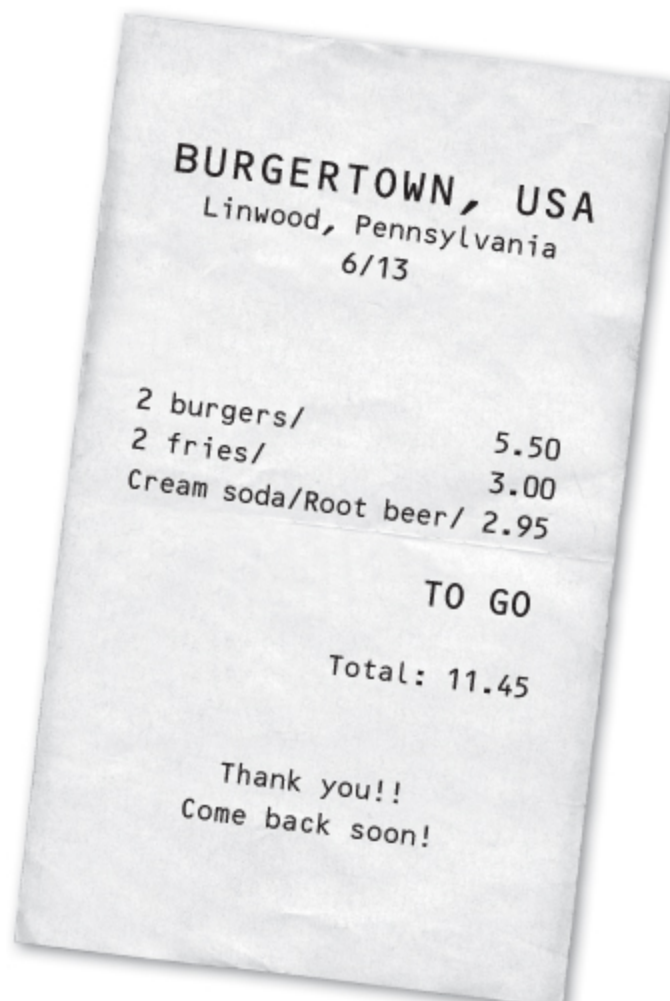 BURGERTOWN, USA
Linwood, Pennsylvania
6/13
2 burgers/ 5.50
2 fries/ 3.00
Cream soda/Root beer/ 2.95
TO GO
Total: 11.45
Thank you!!
Come back soon!